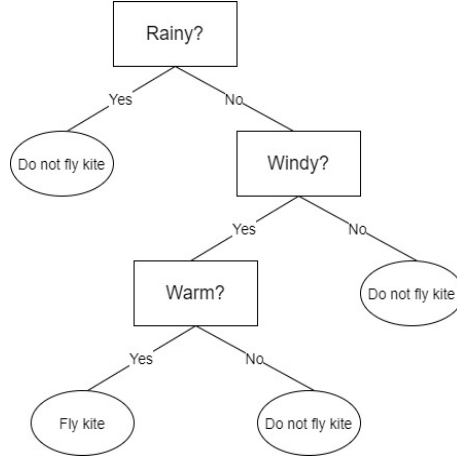 Rainy?
Yes
No
Do not fly kite
Windy?
Yes
No
Warm?
Do not fly kite
Yes
No
Fly kite
Do not fly kite